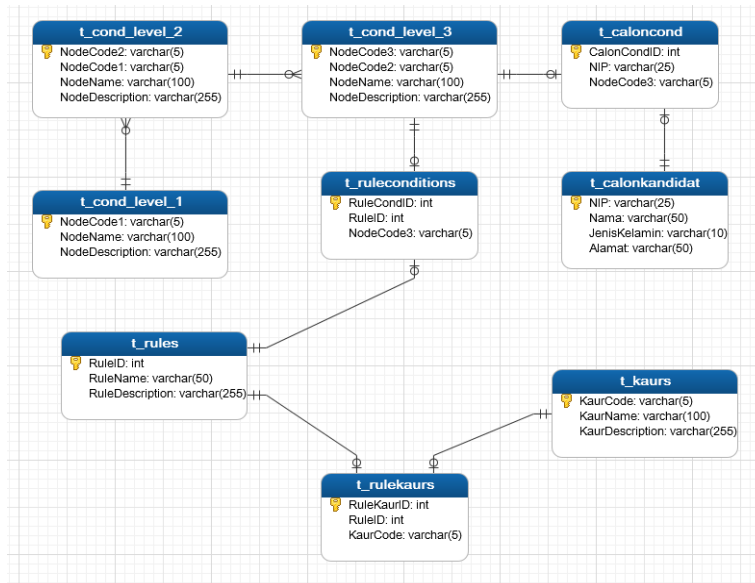 t_cond_level_2
NodeCode2: varchar(5)
NodeCode1: varchar(5)
NodeName: varchar(100)
NodeDescription: varchar(255)
t_cond_level_3
NodeCode3: varchar(5)
NodeCode2: varchar(5)
NodeName: varchar(100)
NodeDescription: varchar(255)
t_caloncond
CalonCondID: int
NIP: varchar(25)
NodeCode3: varchar(5)
t_cond_level_1
NodeCode1: varchar(5)
NodeName: varchar(100)
NodeDescription: varchar(255)
t_ruleconditions
RuleCondID: int
RuleID: int
NodeCode3: varchar(5)
t_calonkandidat
NIP: varchar(25)
Nama: varchar(50)
JenisKelamin: varchar(10)
Alamat: varchar(50)
t_rules
RuleID: int
RuleName: varchar(50)
RuleDescription: varchar(255)
t_kaurs
KaurCode: varchar(5)
KaurName: varchar(100)
KaurDescription: varchar(255)
t_rulekaurs
RuleKaurID: int
RuleID: int
KaurCode: varchar(5)